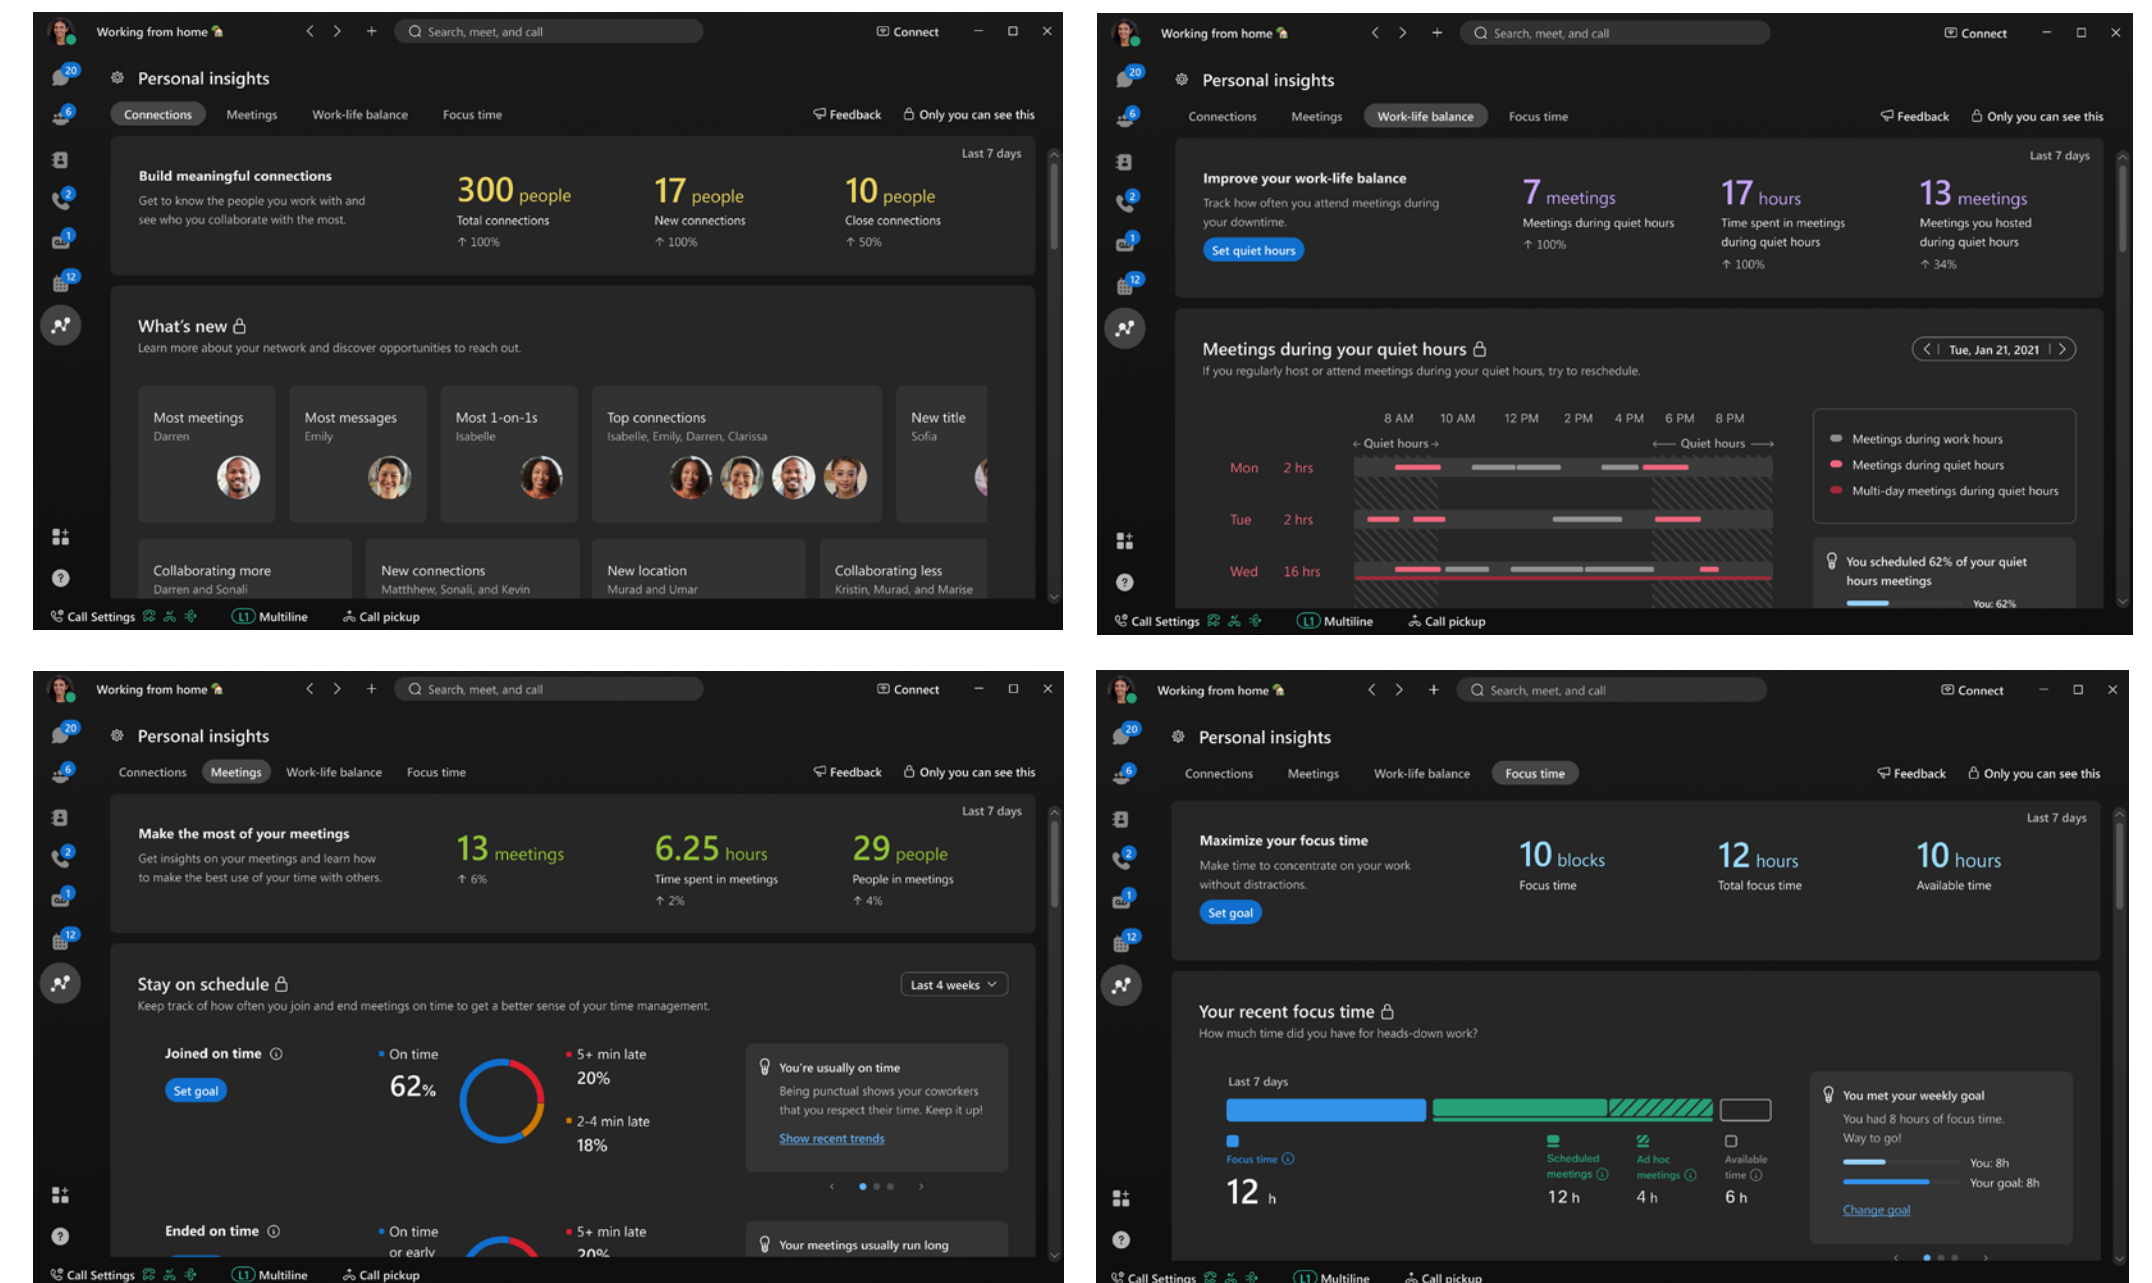 Working from home
Search, meet, and call
Connect
20
Personal insights
6
Connections Meetings Work-life balance Focus time
Feedback Only you can see this
2
1
12
Last 7 days
Build meaningful connections
Get to know the people you work with and
see who you collaborate with the most.
300 people
Total connections
↑ 100%
17 people
New connections
↑ 100%
10 people
Close connections
↑ 50%
What's new
Learn more about your network and discover opportunities to reach out.
Most meetings
Darren
Most messages
Emily
Most 1-on-1s
Isabelle
Top connections
Isabelle, Emily, Darren, Clarissa
New title
Sofia
Collaborating more
Darren and Sonali
New connections
Matthhew, Sonali, and Kevin
New location
Murad and Umar
Collaborating less
Kristin, Murad, and Marise
Call Settings
L1 Multiline
Call pickup
Working from home
Search, meet, and call
Connect
20
Personal insights
6
Connections Meetings Work-life balance Focus time
Feedback Only you can see this
2
1
12
Last 7 days
Improve your work-life balance
Track how often you attend meetings during
your downtime.
Set quiet hours
7 meetings
Meetings during quiet hours
↑ 100%
17 hours
Time spent in meetings
during quiet hours
↑ 100%
13 meetings
Meetings you hosted
during quiet hours
↑ 34%
Meetings during your quiet hours
If you regularly host or attend meetings during your quiet hours, try to reschedule.
Tue, Jan 21, 2021
8 AM 10 AM 12 PM 2 PM 4 PM 6 PM 8 PM
Quiet hours Quiet hours
Mon 2 hrs
Tue 2 hrs
Wed 16 hrs
Meetings during work hours
Meetings during quiet hours
Multi-day meetings during quiet hours
You scheduled 62% of your quiet
hours meetings
You: 62%
Call Settings
L1 Multiline
Call pickup
Working from home
Search, meet, and call
Connect
20
Personal insights
6
Connections Meetings Work-life balance Focus time
Feedback Only you can see this
2
1
12
Last 7 days
Make the most of your meetings
Get insights on your meetings and learn how
to make the best use of your time with others.
13 meetings
↑ 6%
6.25 hours
Time spent in meetings
↑ 2%
29 people
People in meetings
↑ 4%
Stay on schedule
Keep track of how often you join and end meetings on time to get a better sense of your time management.
Last 4 weeks
Joined on time
Set goal
On time
62%
5+ min late
20%
2-4 min late
18%
You're usually on time
Being punctual shows your coworkers
that you respect their time. Keep it up!
Show recent trends
Ended on time
On time
or early
5+ min late
20%
Your meetings usually run long
Call Settings
L1 Multiline
Call pickup
Working from home
Search, meet, and call
Connect
20
Personal insights
6
Connections Meetings Work-life balance Focus time
Feedback Only you can see this
2
1
12
Last 7 days
Maximize your focus time
Make time to concentrate on your work
without distractions.
Set goal
10 blocks
Focus time
12 hours
Total focus time
10 hours
Available time
Your recent focus time
How much time did you have for heads-down work?
Last 7 days
Focus time
12 h
Scheduled
meetings
12 h
Ad hoc
meetings
4 h
Available
time
6 h
You met your weekly goal
You had 8 hours of focus time.
Way to go!
You: 8h
Your goal: 8h
Change goal
Call Settings
L1 Multiline
Call pickup